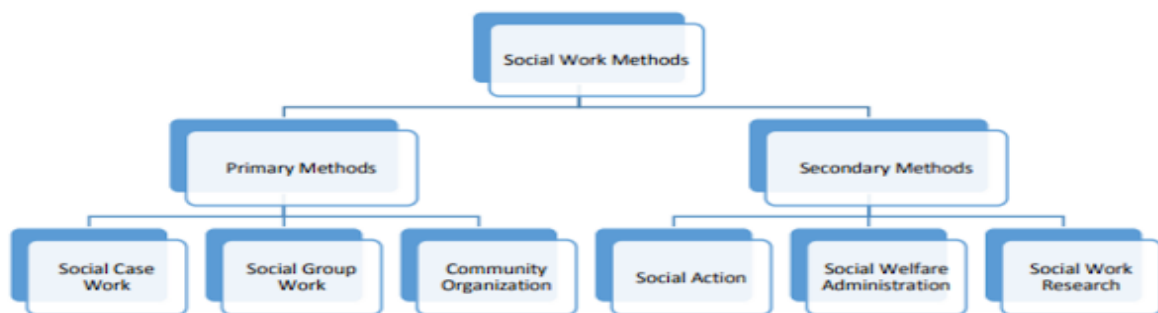 Social Work Methods
Primary Methods
Secondary Methods
Social Case
Work
Social Group
Work
Community
Organization
Social Action
Social Welfare
Administration
Social Work
Research